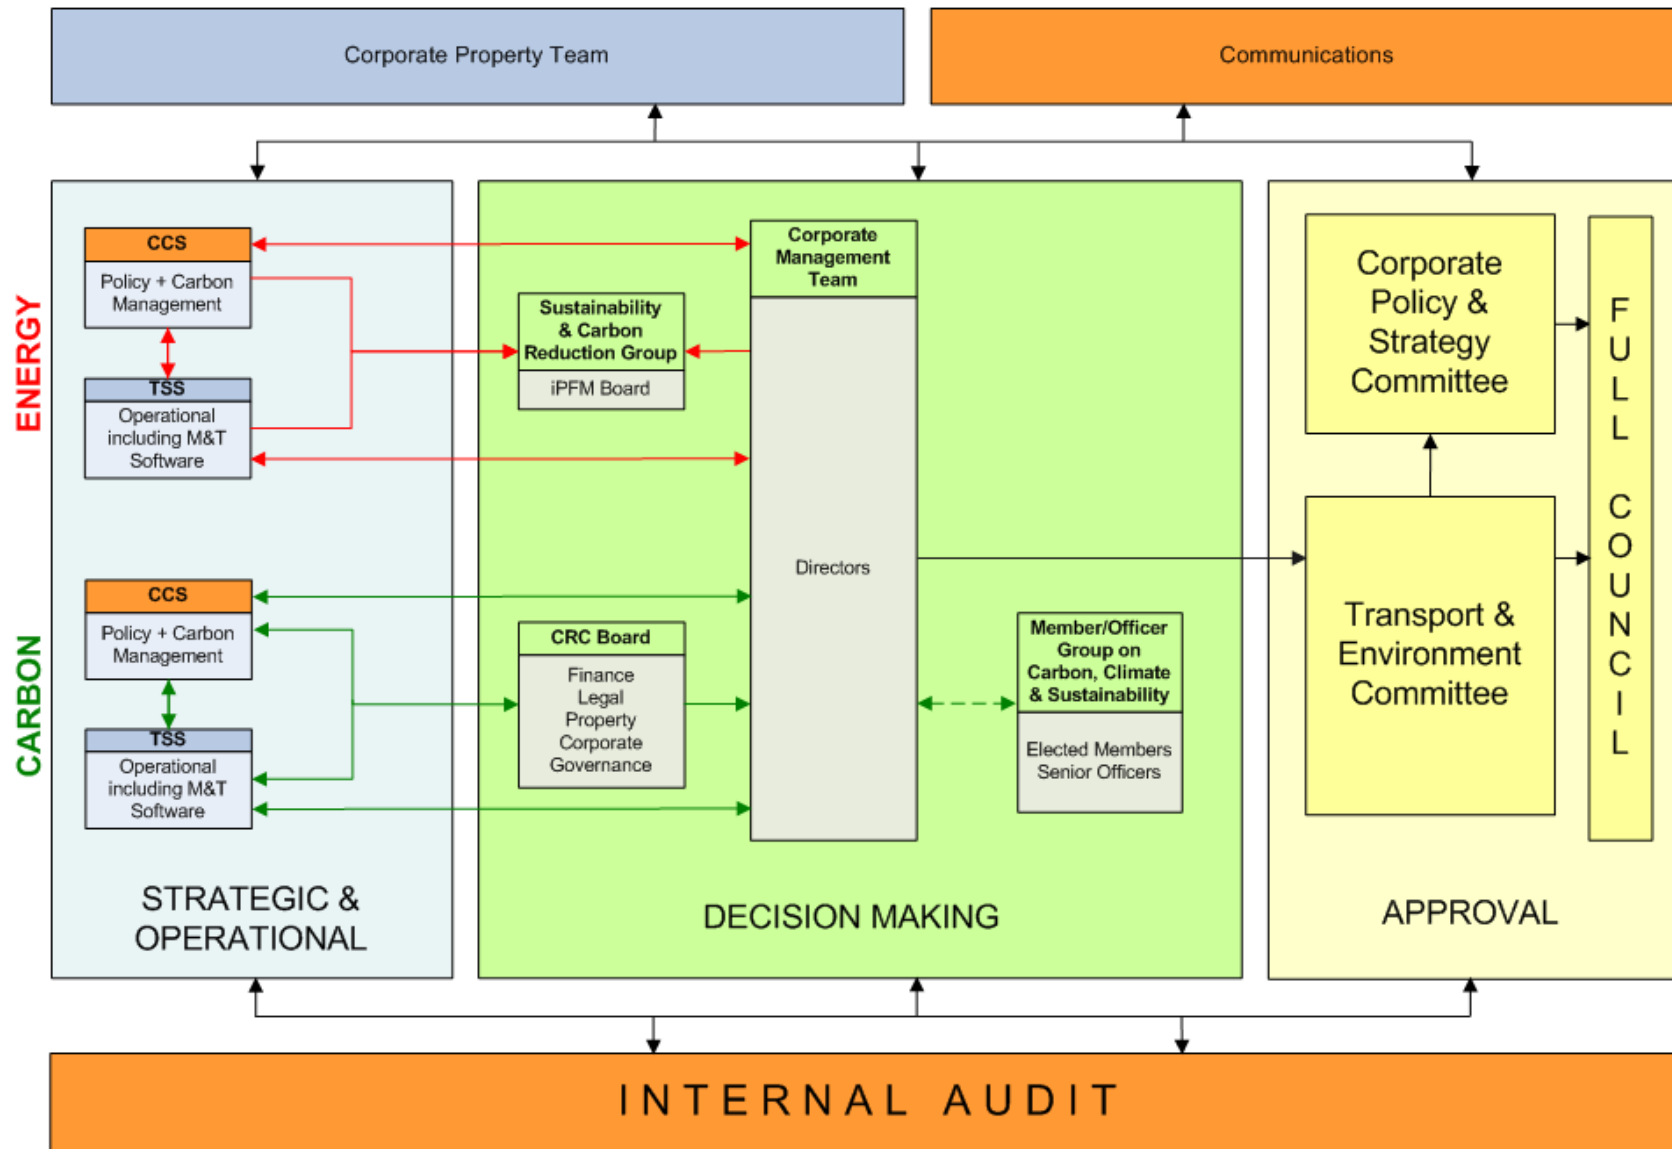 Corporate Property Team
Communications
ENERGY
CCS
Policy + Carbon
Management
TSS
Operational
including M&T
Software
CARBON
CCS
Policy + Carbon
Management
TSS
Operational
including M&T
Software
STRATEGIC &
OPERATIONAL
Sustainability
& Carbon
Reduction Group
iPFM Board
CRC Board
Finance
Legal
Property
Corporate
Governance
Corporate
Management
Team
Directors
Member/Officer
Group on
Carbon, Climate
& Sustainability
Elected Members
Senior Officers
DECISION MAKING
Corporate
Policy &
Strategy
Committee
Transport &
Environment
Committee
FULL COUNCIL
APPROVAL
INTERNAL AUDIT